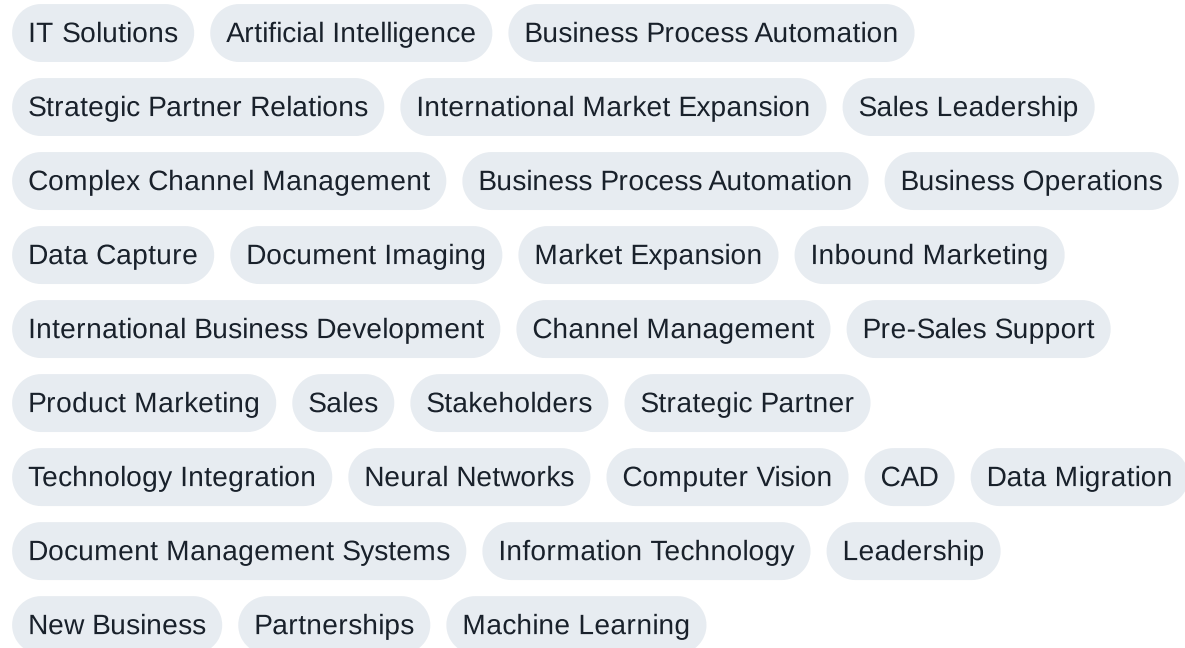 IT Solutions Artificial Intelligence Business Process Automation
Strategic Partner Relations International Market Expansion Sales Leadership
Complex Channel Management Business Process Automation Business Operations
Data Capture Document Imaging Market Expansion Inbound Marketing
International Business Development Channel Management Pre-Sales Support
Product Marketing Sales Stakeholders Strategic Partner
Technology Integration Neural Networks Computer Vision CAD Data Migration
Document Management Systems Information Technology Leadership
New Business Partnerships Machine Learning